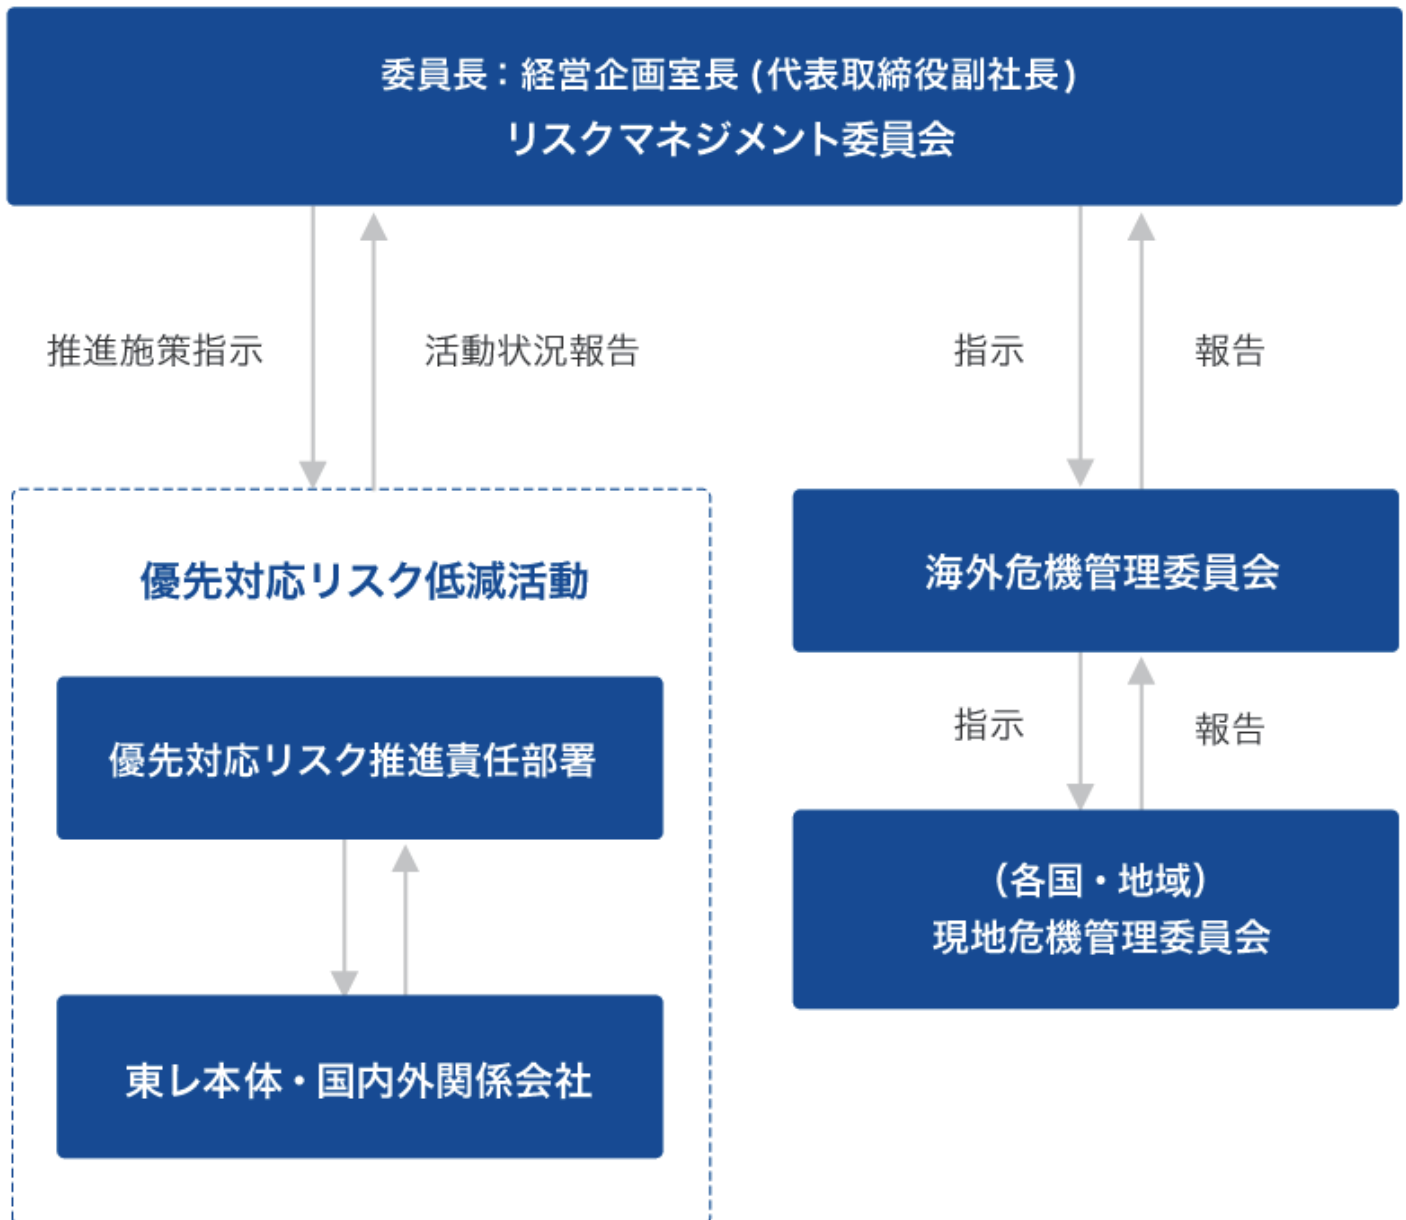 委員長：経営企画室長 (代表取締役副社長)
リスクマネジメント委員会
推進施策指示
活動状況報告
指示
報告
優先対応リスク低減活動
優先対応リスク推進責任部署
東レ本体・国内外関係会社
海外危機管理委員会
指示
報告
（各国・地域）
現地危機管理委員会